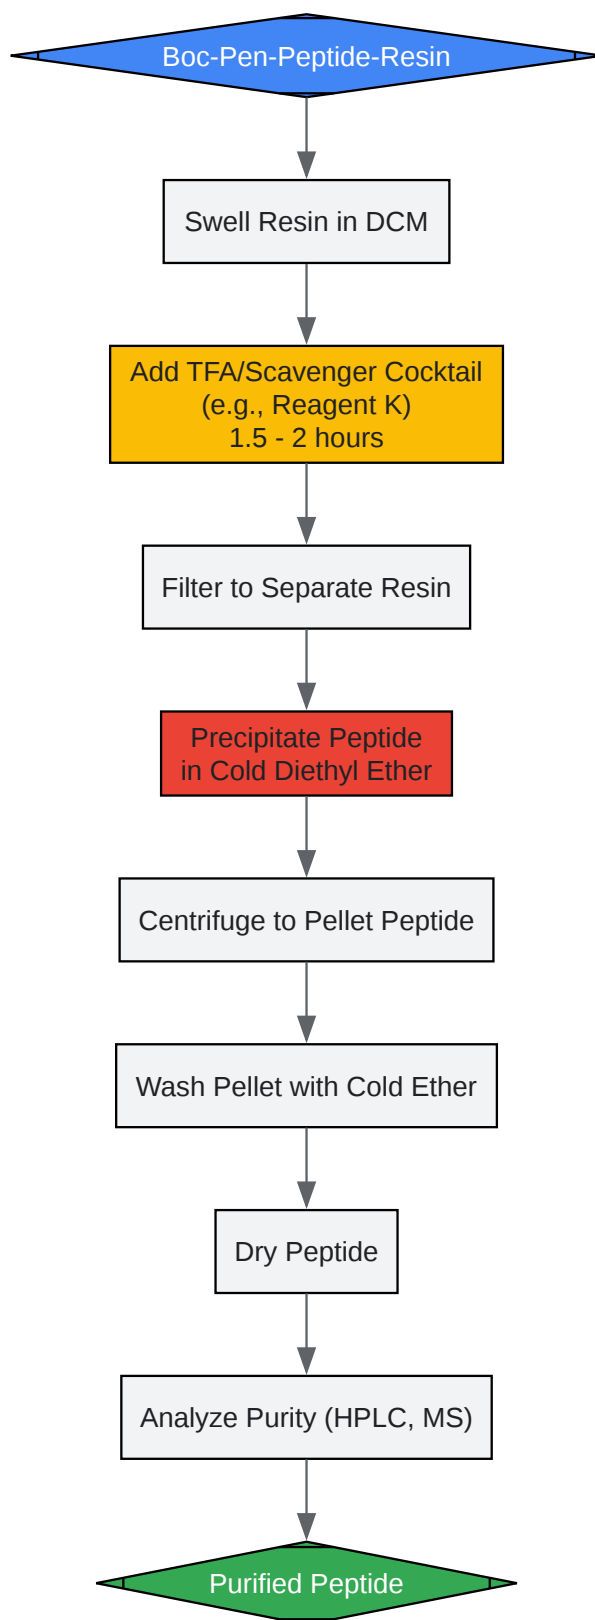 Boc-Pen-Peptide-Resin
Swell Resin in DCM
Add TFA/Scavenger Cocktail
(e.g., Reagent K)
1.5 - 2 hours
Filter to Separate Resin
Precipitate Peptide
in Cold Diethyl Ether
Centrifuge to Pellet Peptide
Wash Pellet with Cold Ether
Dry Peptide
Analyze Purity (HPLC, MS)
Purified Peptide